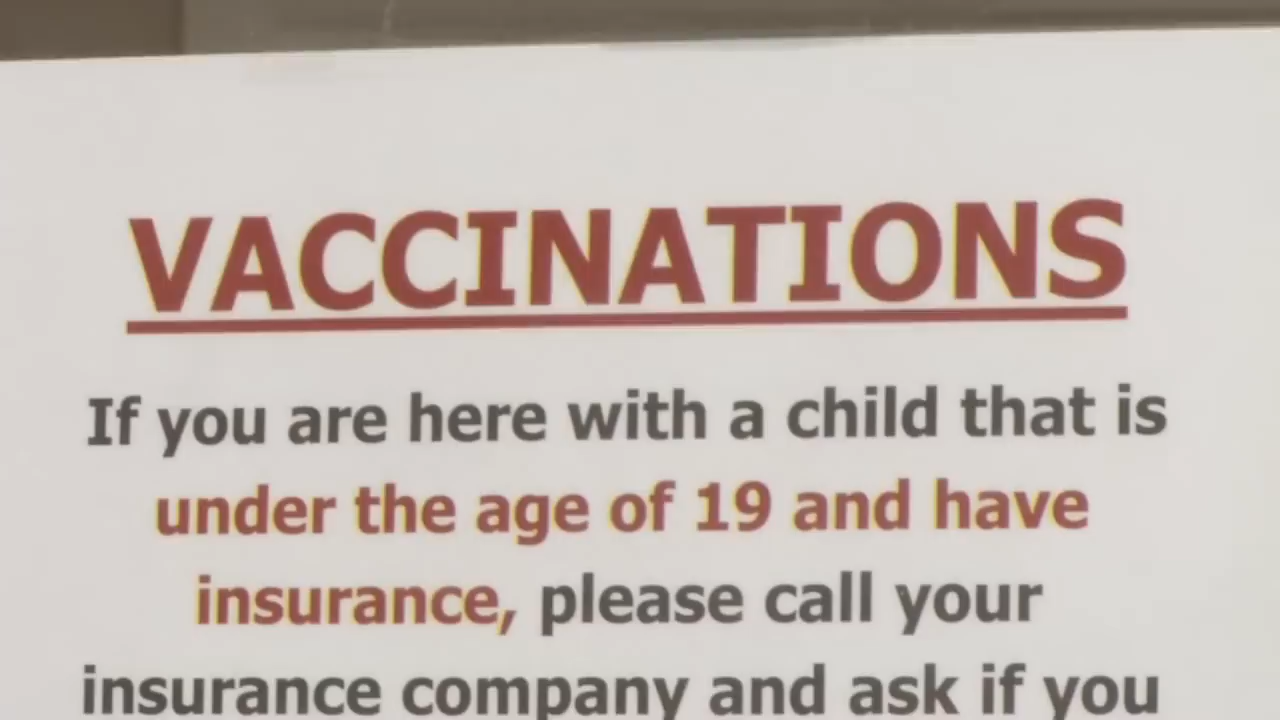 VACCINATIONS
If you are here with a child that is
under the age of 19 and have
insurance, please call your
insurance company and ask if you